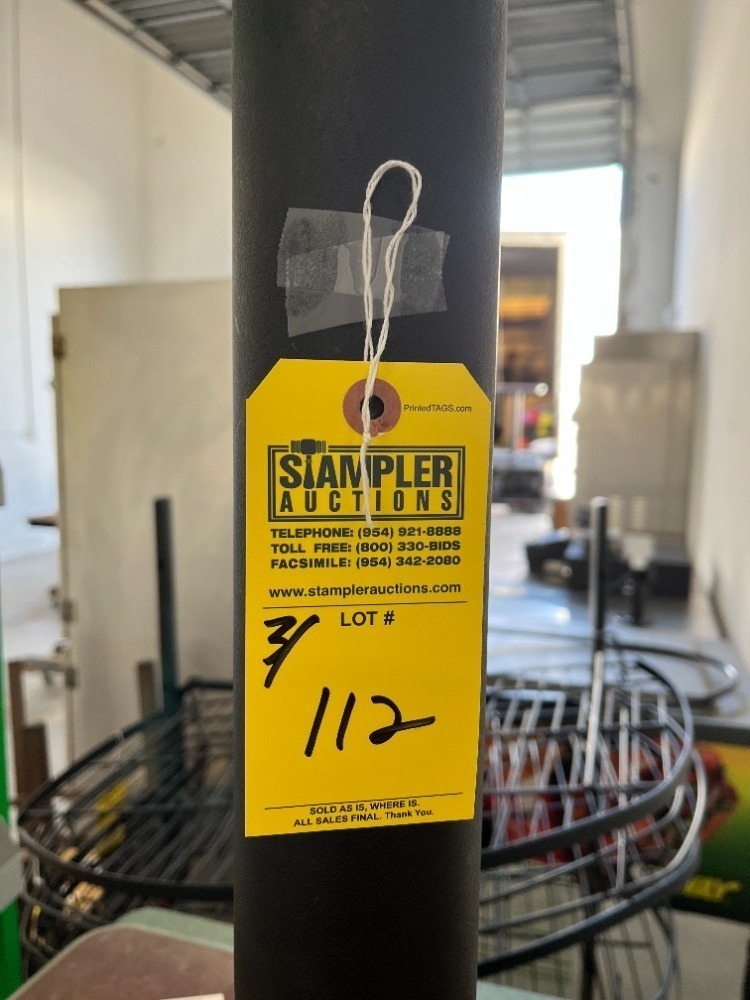 PrintedTAGS.com
STAMPLER
AUCTIONS
TELEPHONE: (954) 921-8888
TOLL FREE: (800) 330-BIDS
FACSIMILE: (954) 342-2080
www.stamplerauctions.com
LOT #
3/
112
SOLD AS IS, WHERE IS.
ALL SALES FINAL. Thank You.